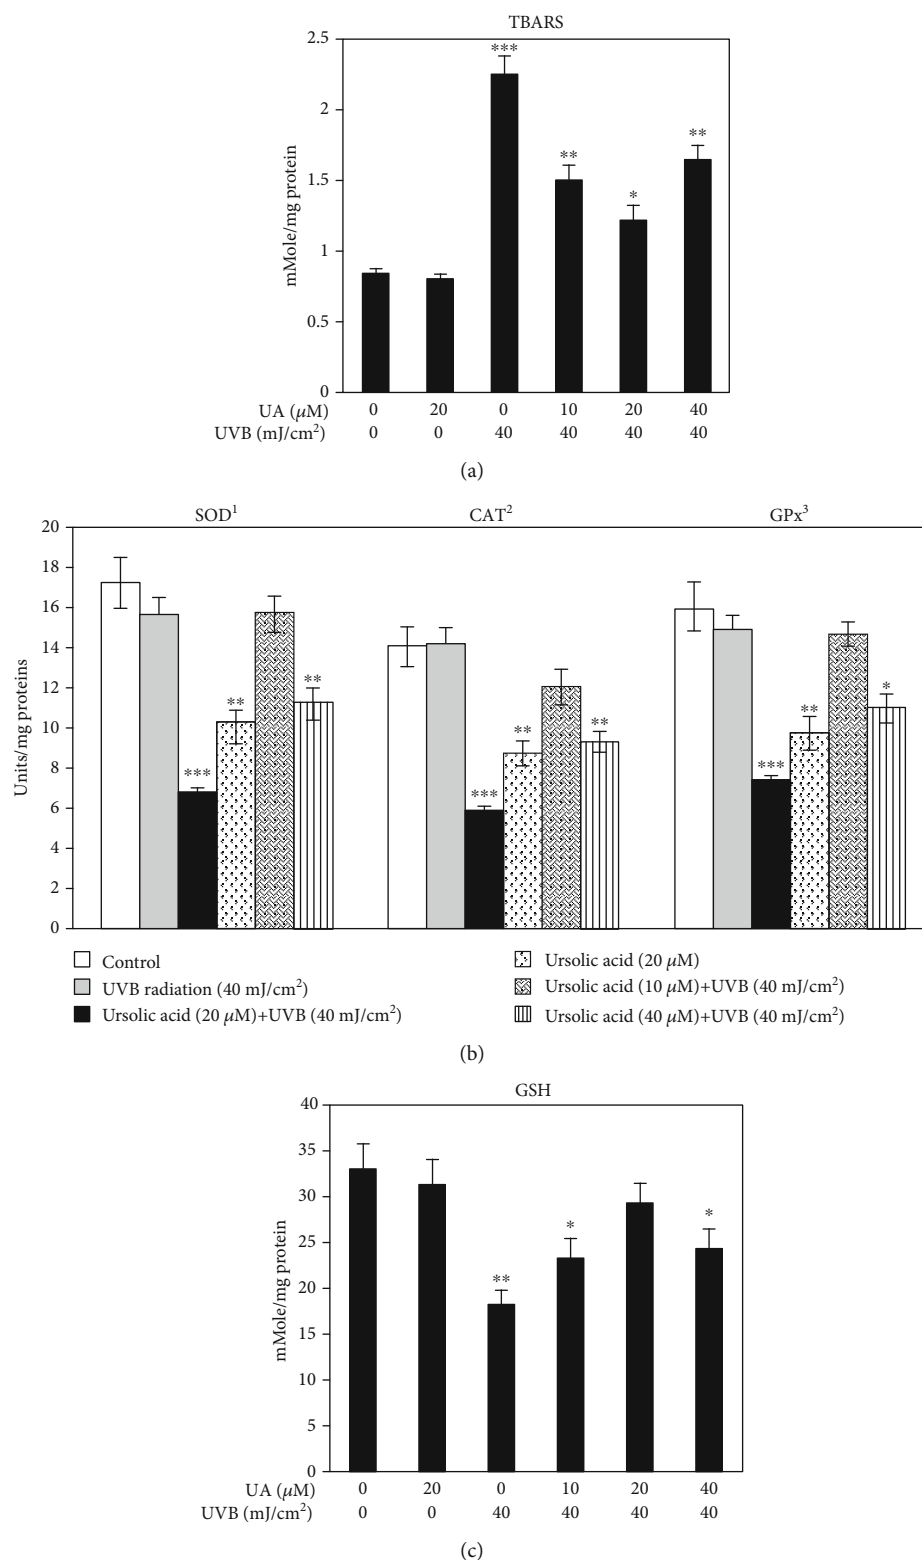 TBARS
2.5
2
1.5
1
0.5
0
mMole/mg protein
***
**
*
**
UA (μM) 0 20 0 10 20 40
UVB (mJ/cm²) 0 0 40 40 40 40
(a)
SOD¹ CAT² GPx³
20
18
16
14
12
10
8
6
4
2
0
Units/mg proteins
*** ** **
*** ** **
*** ** *
Control
UVB radiation (40 mJ/cm²)
Ursolic acid (20 μM)+UVB (40 mJ/cm²)
Ursolic acid (20 μM)
Ursolic acid (10 μM)+UVB (40 mJ/cm²)
Ursolic acid (40 μM)+UVB (40 mJ/cm²)
(b)
GSH
40
35
30
25
20
15
10
5
0
mMole/mg protein
**
*
*
UA (μM) 0 20 0 10 20 40
UVB (mJ/cm²) 0 0 40 40 40 40
(c)